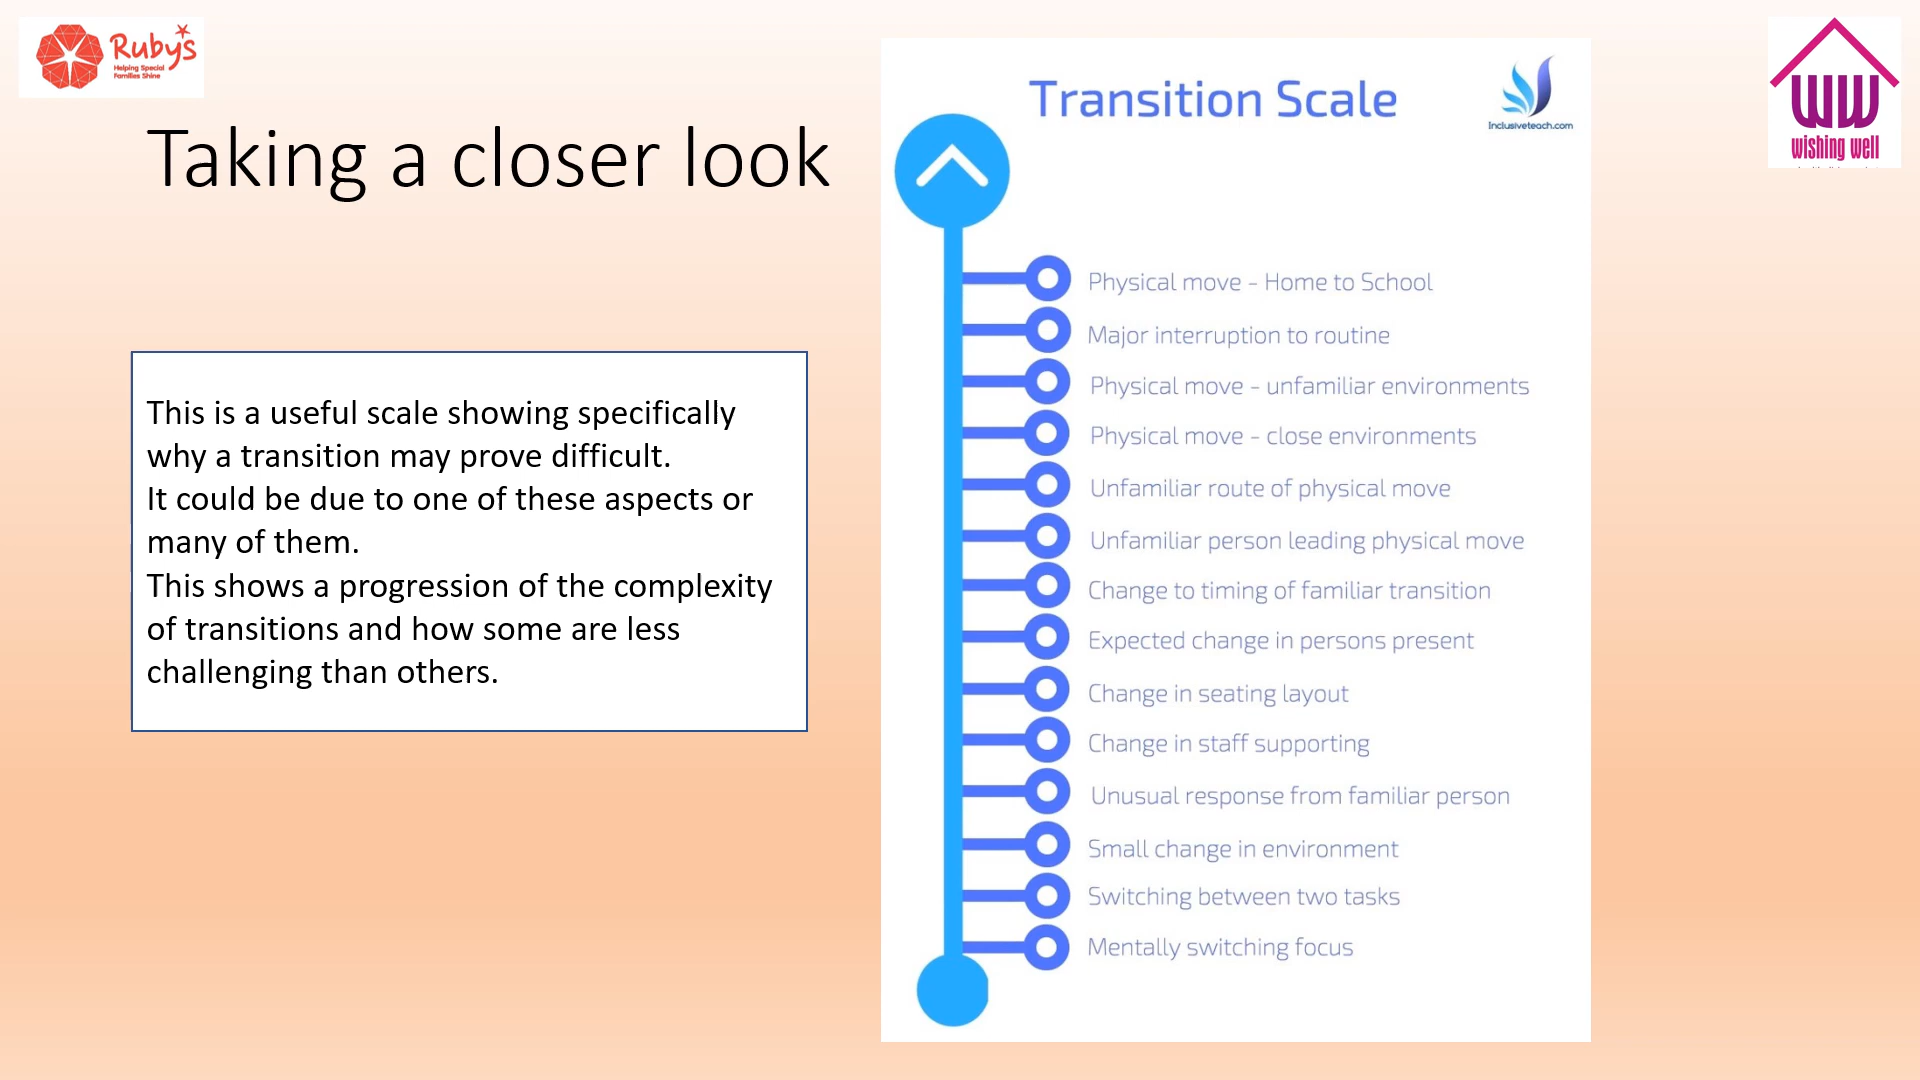 Rubys
Helping Special
Families Shine
Taking a closer look
This is a useful scale showing specifically
why a transition may prove difficult.
It could be due to one of these aspects or
many of them.
This shows a progression of the complexity
of transitions and how some are less
challenging than others.
Transition Scale
Inclusiveteach.com
Physical move - Home to School
Major interruption to routine
Physical move - unfamiliar environments
Physical move - close environments
Unfamiliar route of physical move
Unfamiliar person leading physical move
Change to timing of familiar transition
Expected change in persons present
Change in seating layout
Change in staff supporting
Unusual response from familiar person
Small change in environment
Switching between two tasks
Mentally switching focus
WW
wishing well